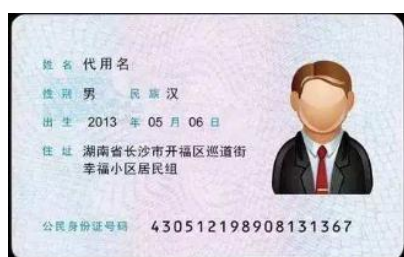 姓名 代用名
性别 男 民族 汉
出生 2013 年 05 月 06 日
住址 湖南省长沙市开福区巡道街
幸福小区居民组
公民身份证号码 430512198908131367